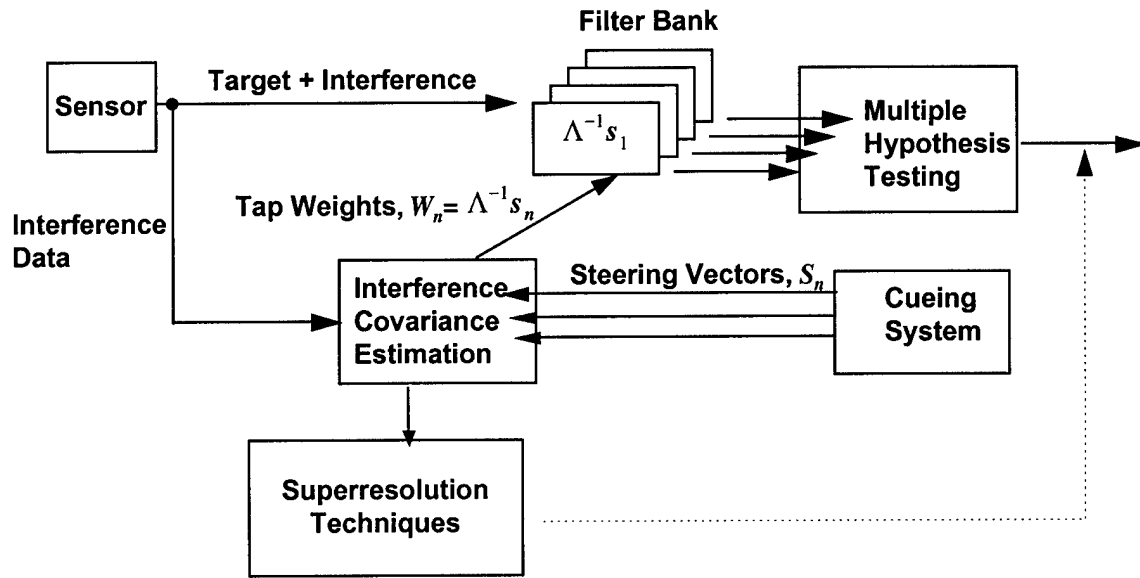 Filter Bank
Sensor
Target + Interference
Λ⁻¹s₁
Multiple
Hypothesis
Testing
Tap Weights, Wₙ= Λ⁻¹sₙ
Interference
Data
Interference
Covariance
Estimation
Steering Vectors, Sₙ
Cueing
System
Superresolution
Techniques